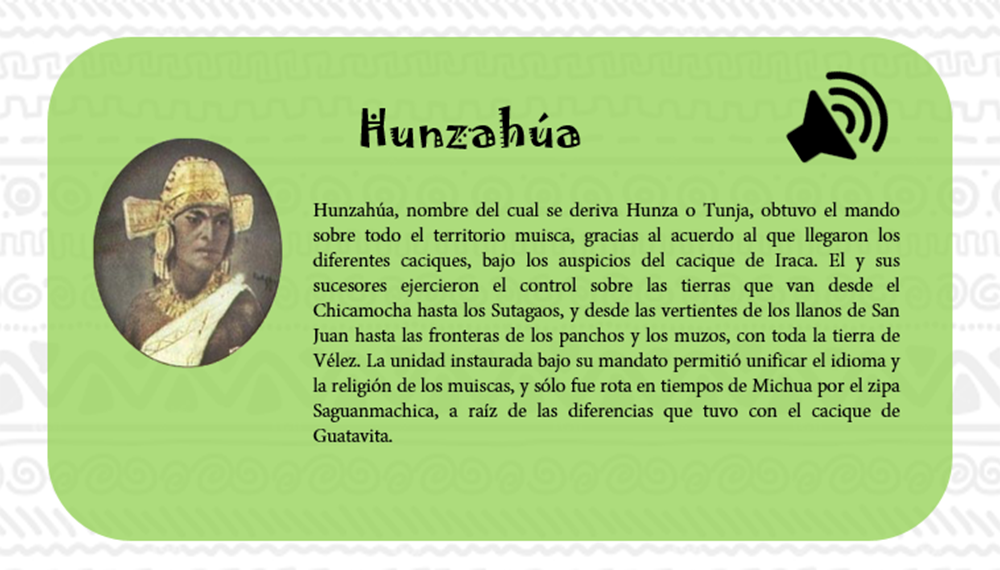 Hunzahúa
Hunzahúa, nombre del cual se deriva Hunza o Tunja, obtuvo el mando
sobre todo el territorio muisca, gracias al acuerdo al que llegaron los
diferentes caciques, bajo los auspicios del cacique de Iraca. El y sus
sucesores ejercieron el control sobre las tierras que van desde el
Chicamocha hasta los Sutagaos, y desde las vertientes de los llanos de San
Juan hasta las fronteras de los panchos y los muzos, con toda la tierra de
Vélez. La unidad instaurada bajo su mandato permitió unificar el idioma y
la religión de los muiscas, y sólo fue rota en tiempos de Michua por el zipa
Saguanmachica, a raíz de las diferencias que tuvo con el cacique de
Guatavita.